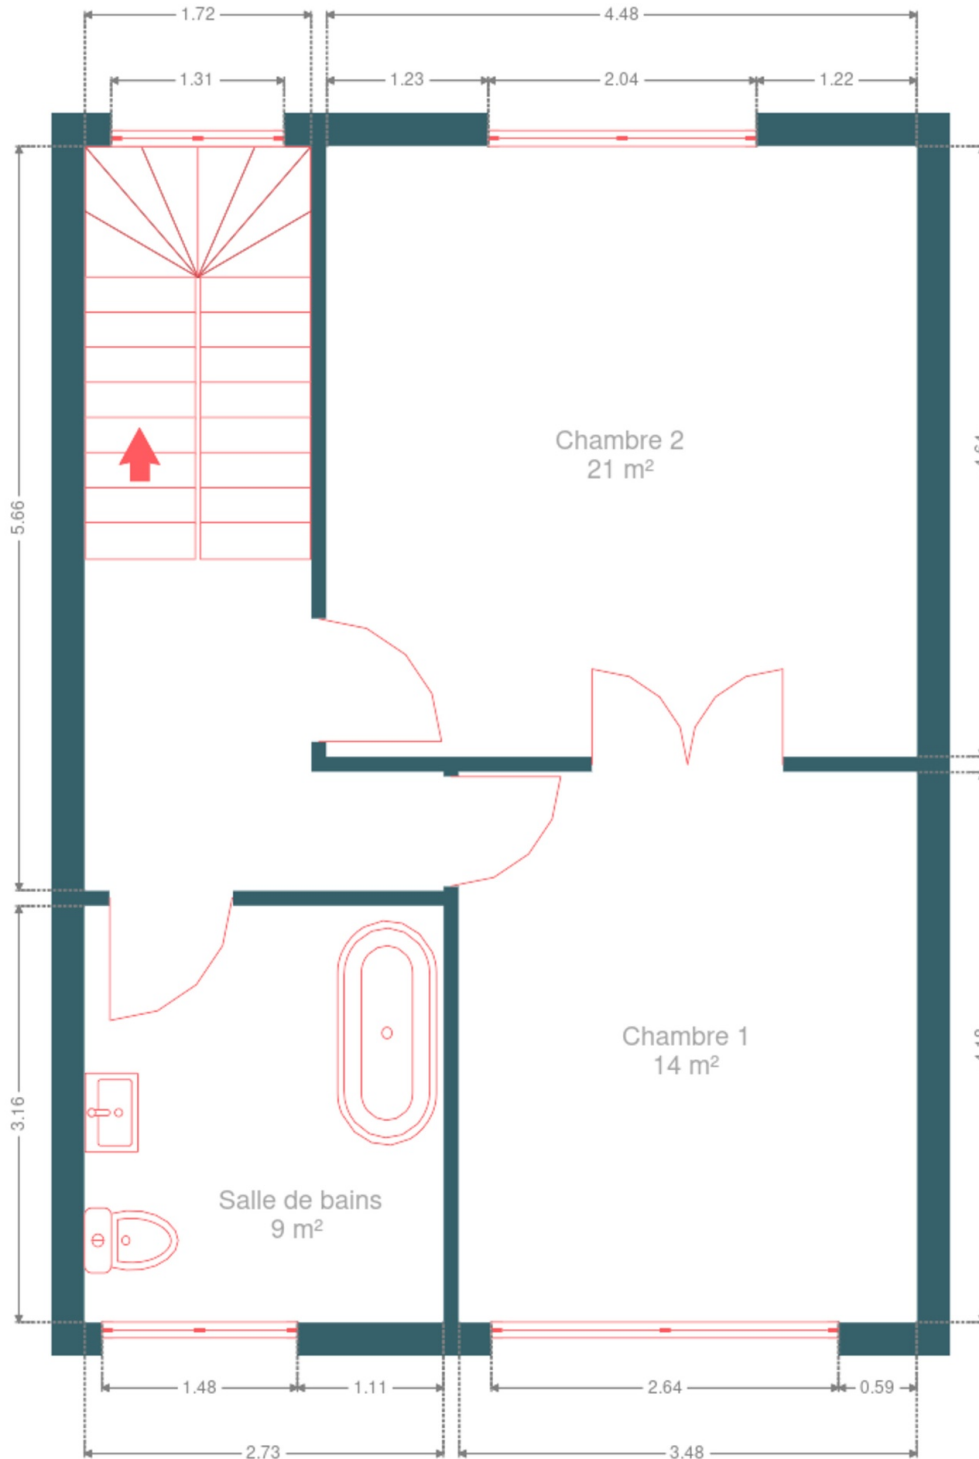 1.72
4.48
1.31
1.23
2.04
1.22
5.66
Chambre 2
21 m²
Chambre 1
14 m²
3.16
Salle de bains
9 m²
1.48
1.11
2.64
0.59
2.73
3.48